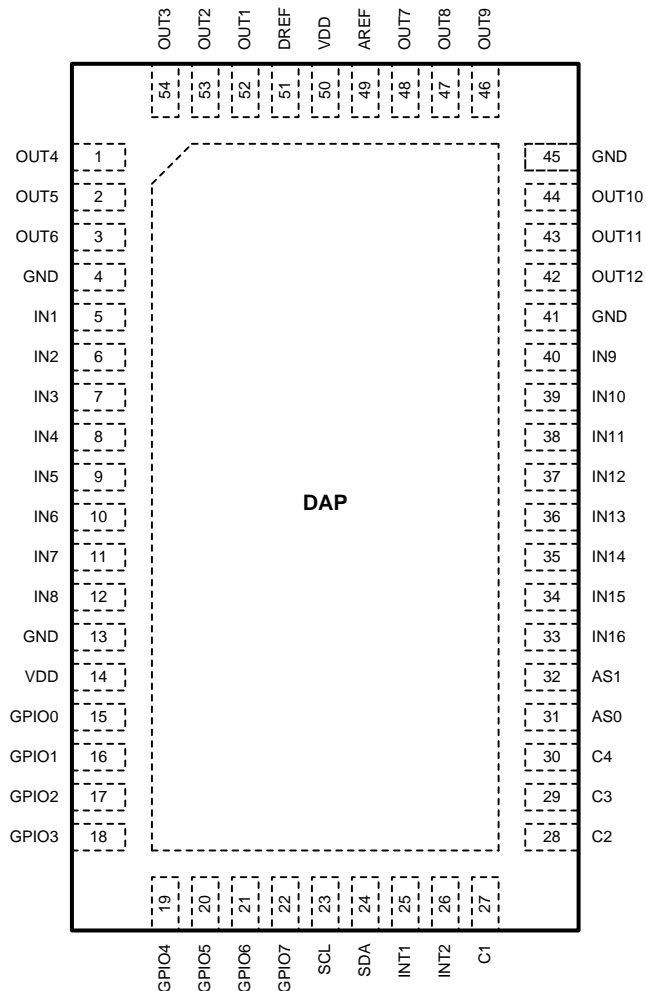 OUT3 OUT2 OUT1 DREF VDD AREF OUT7 OUT8 OUT9
54 53 52 51 50 49 48 47 46
OUT4 1 45 GND
OUT5 2 44 OUT10
OUT6 3 43 OUT11
GND 4 42 OUT12
IN1 5 41 GND
IN2 6 40 IN9
IN3 7 39 IN10
IN4 8 38 IN11
IN5 9 37 IN12
DAP
IN6 10 36 IN13
IN7 11 35 IN14
IN8 12 34 IN15
GND 13 33 IN16
VDD 14 32 AS1
GPIO0 15 31 AS0
GPIO1 16 30 C4
GPIO2 17 29 C3
GPIO3 18 28 C2
19 20 21 22 23 24 25 26 27
GPIO4 GPIO5 GPIO6 GPIO7 SCL SDA INT1 INT2 C1